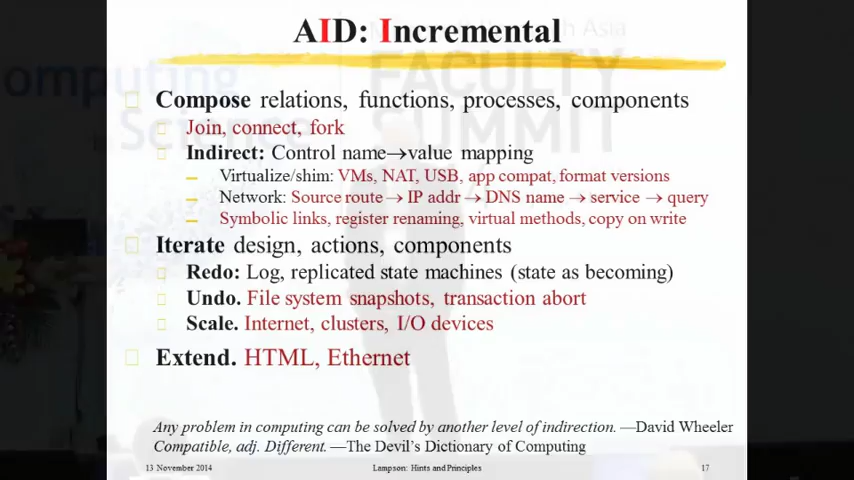 AID: Incremental
Compose relations, functions, processes, components
Join, connect, fork
Indirect: Control name→value mapping
Virtualize/shim: VMs, NAT, USB, app compat, format versions
Network: Source route → IP addr → DNS name → service → query
Symbolic links, register renaming, virtual methods, copy on write
Iterate design, actions, components
Redo: Log, replicated state machines (state as becoming)
Undo. File system snapshots, transaction abort
Scale. Internet, clusters, I/O devices
Extend. HTML, Ethernet
Any problem in computing can be solved by another level of indirection. —David Wheeler
Compatible, adj. Different. —The Devil's Dictionary of Computing
13 November 2014
Lampson: Hints and Principles
17
FACULTY
SUMMIT